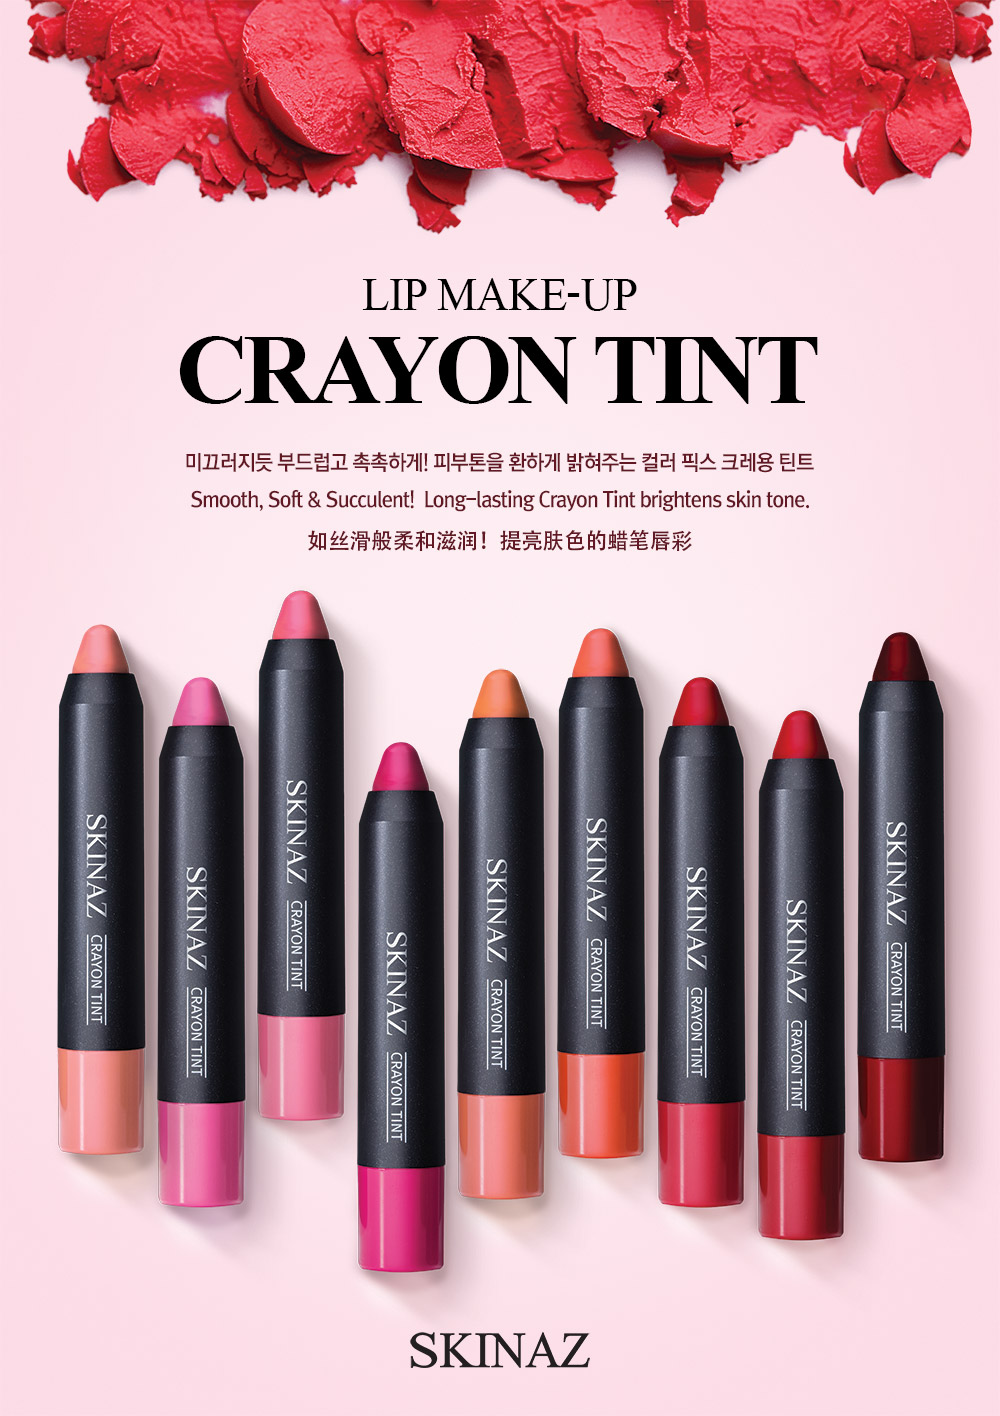 LIP MAKE-UP
CRAYON TINT
미끄러지듯 부드럽고 촉촉하게! 피부톤을 환하게 밝혀주는 컬러 픽스 크레용 틴트
Smooth, Soft & Succulent! Long-lasting Crayon Tint brightens skin tone.
如丝滑般柔和滋润！提亮肤色的蜡笔唇彩
SKINAZ CRAYON TINT
SKINAZ CRAYON TINT
SKINAZ CRAYON TINT
SKINAZ CRAYON TINT
SKINAZ CRAYON TINT
SKINAZ CRAYON TINT
SKINAZ CRAYON TINT
SKINAZ CRAYON TINT
SKINAZ CRAYON TINT
SKINAZ